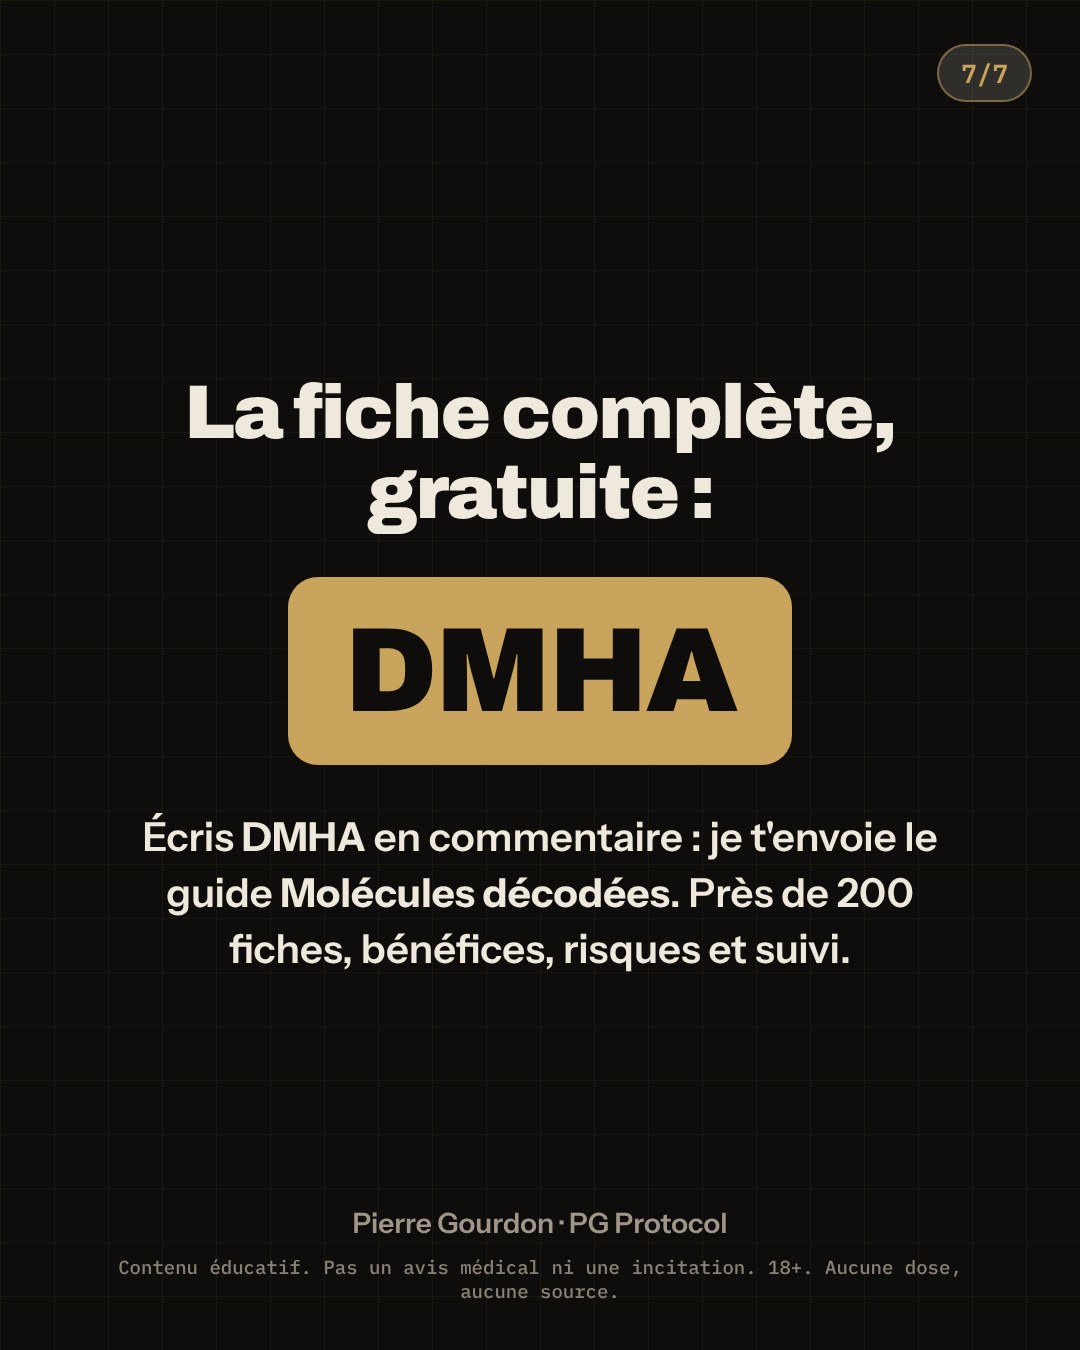 7/7
La fiche complète,
gratuite :
DMHA
Écris DMHA en commentaire : je t'envoie le
guide Molécules décodées. Près de 200
fiches, bénéfices, risques et suivi.
Pierre Gourdon · PG Protocol
Contenu éducatif. Pas un avis médical ni une incitation. 18+. Aucune dose,
aucune source.